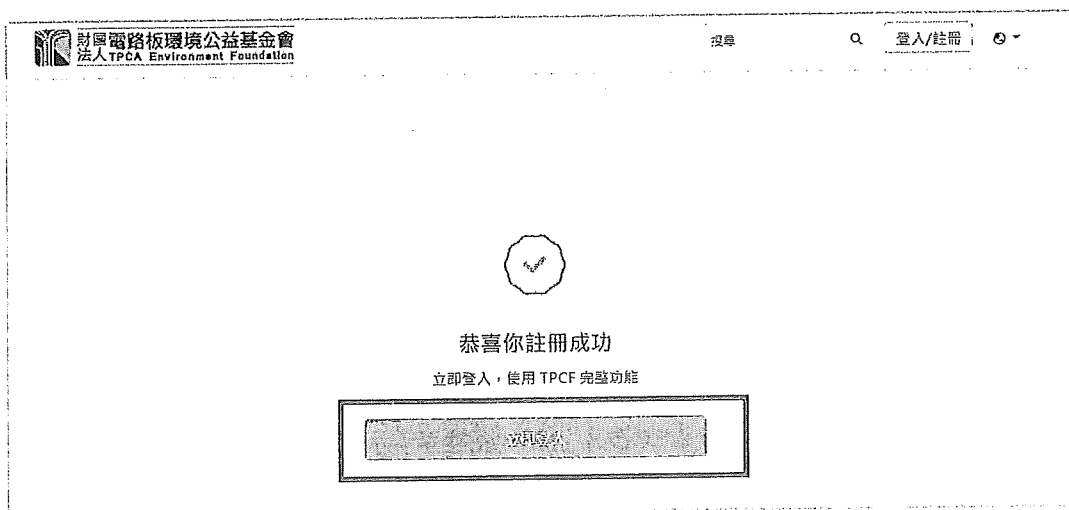 財團 電路板環境公益基金會
法人 TPCA Environment Foundation
搜尋
登入/註冊
恭喜你註冊成功
立即登入，使用 TPCF 完整功能
立即登入